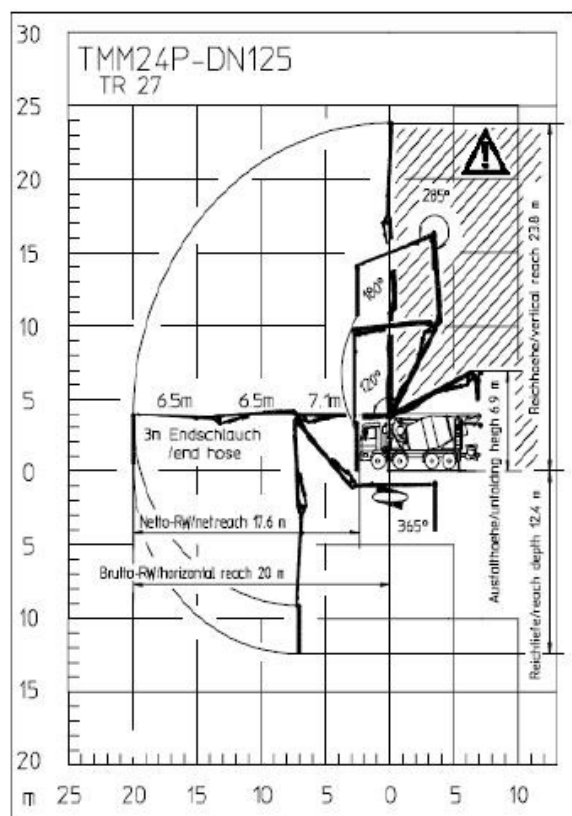 TMM24P-DN125
TR 27
30
25
20
15
10
5
0
5
10
15
20
m
25
20
15
10
5
0
5
10
285°
180°
120°
6.5m
6.5m
7.1m
3m Endschlauch
/end hose
365°
Netto-RW/net reach 17.6 m
Brutto-RW/horizontal reach 20 m
Reichhoehe/vertical reach 23.8 m
Ausfalthoehe/unfolding heigh 6.9 m
Reichtiefe/reach depth 12.4 m